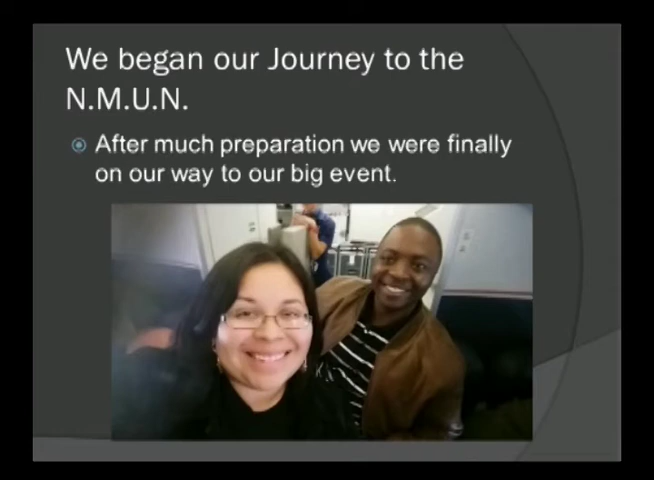 We began our Journey to the
N.M.U.N.
After much preparation we were finally
on our way to our big event.